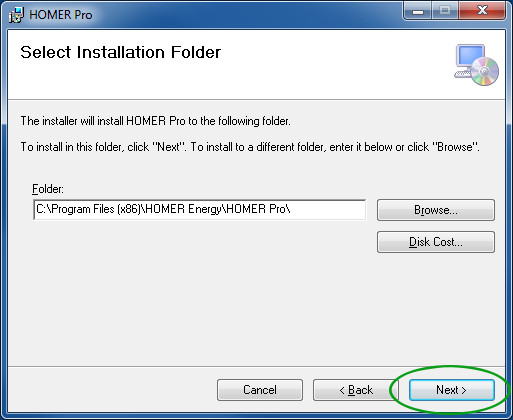 HOMER Pro
Select Installation Folder
The installer will install HOMER Pro to the following folder.
To install in this folder, click "Next". To install to a different folder, enter it below or click "Browse".
Folder:
C:\Program Files (x86)\HOMER Energy\HOMER Pro\
Browse...
Disk Cost...
Cancel
< Back
Next >